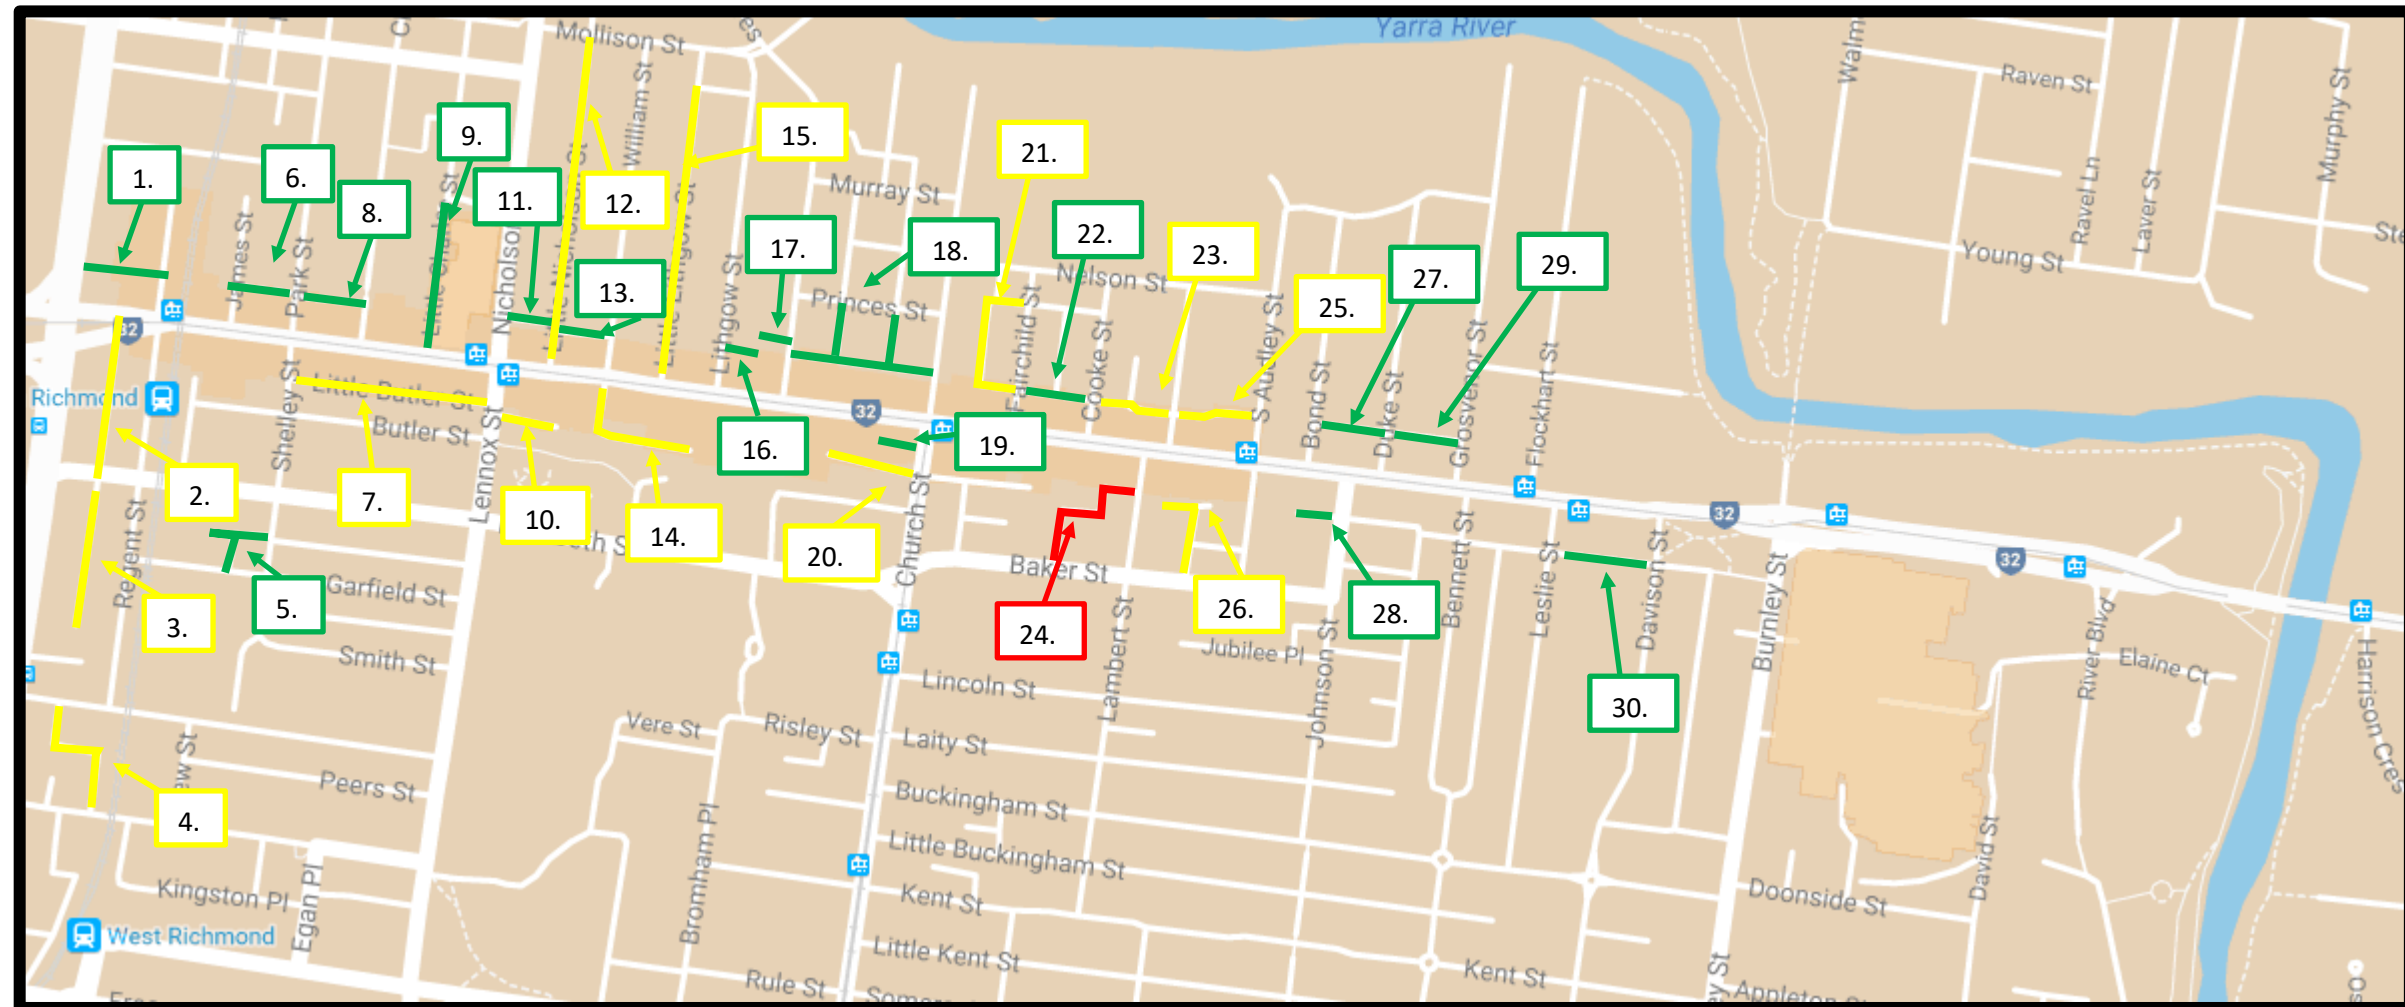 Yarra River
Mollison St
William St
Raven St
Murphy St
Ravel Ln
Laver St
Young St
9.
15.
21.
1.
6.
8.
11.
12.
Murray St
17.
18.
22.
23.
27.
29.
25.
13.
James St
Park St
Nicholson
Little Lithgow St
Lithgow St
Princes St
Nelson St
Fairchild St
Cooke St
S Audley St
Bond St
Duke St
Grosvenor St
Flockhart St
32
Richmond
Shelley St
Little Butler St
Butler St
Lennox St
32
16.
19.
2.
7.
10.
14.
20.
Church St
Regent St
32
32
5.
3.
Garfield St
Smith St
Baker St
24.
26.
28.
30.
Lambert St
Jubilee Pl
Johnson St
Bennett St
Leslie St
Davison St
Burnley St
River Blvd
Elaine Ct
Harrison Cres
Lincoln St
Vere St
Risley St
Laity St
4.
Peers St
Buckingham St
Little Buckingham St
Bromham Pl
Kingston Pl
Egan Pl
Kent St
West Richmond
Little Kent St
Rule St
Kent St
Doonside St
David St